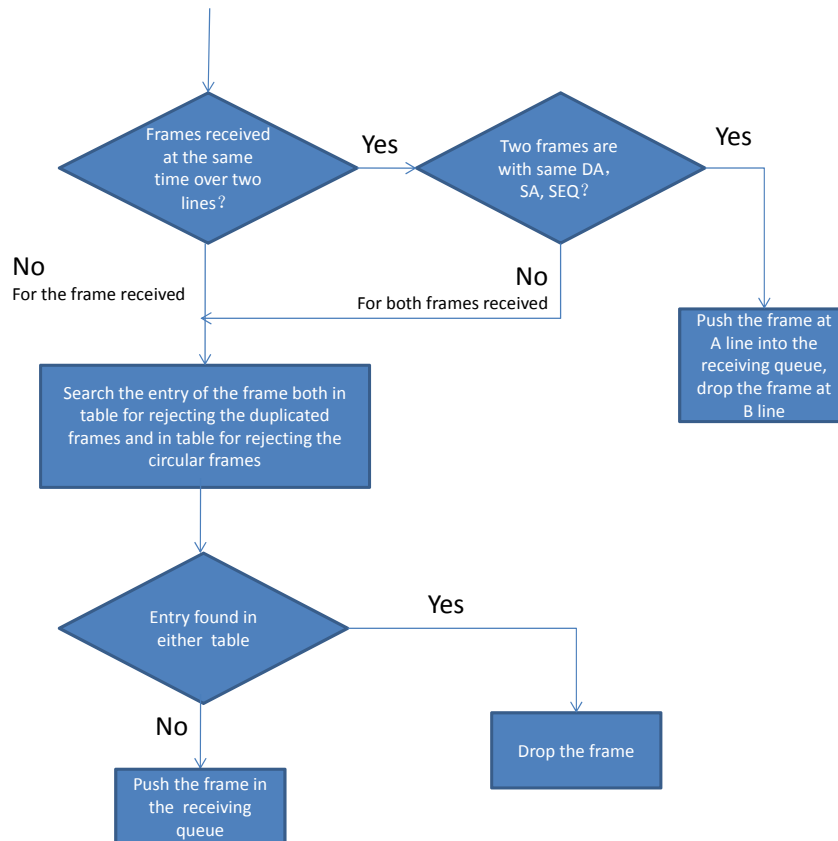 Frames received
at the same
time over two
lines？
Yes
Two frames are
with same DA，
SA, SEQ？
Yes
No
For the frame received
No
For both frames received
Push the frame at
A line into the
receiving queue,
drop the frame at
B line
Search the entry of the frame both in
table for rejecting the duplicated
frames and in table for rejecting the
circular frames
Entry found in
either table
Yes
No
Drop the frame
Push the frame in
the receiving
queue